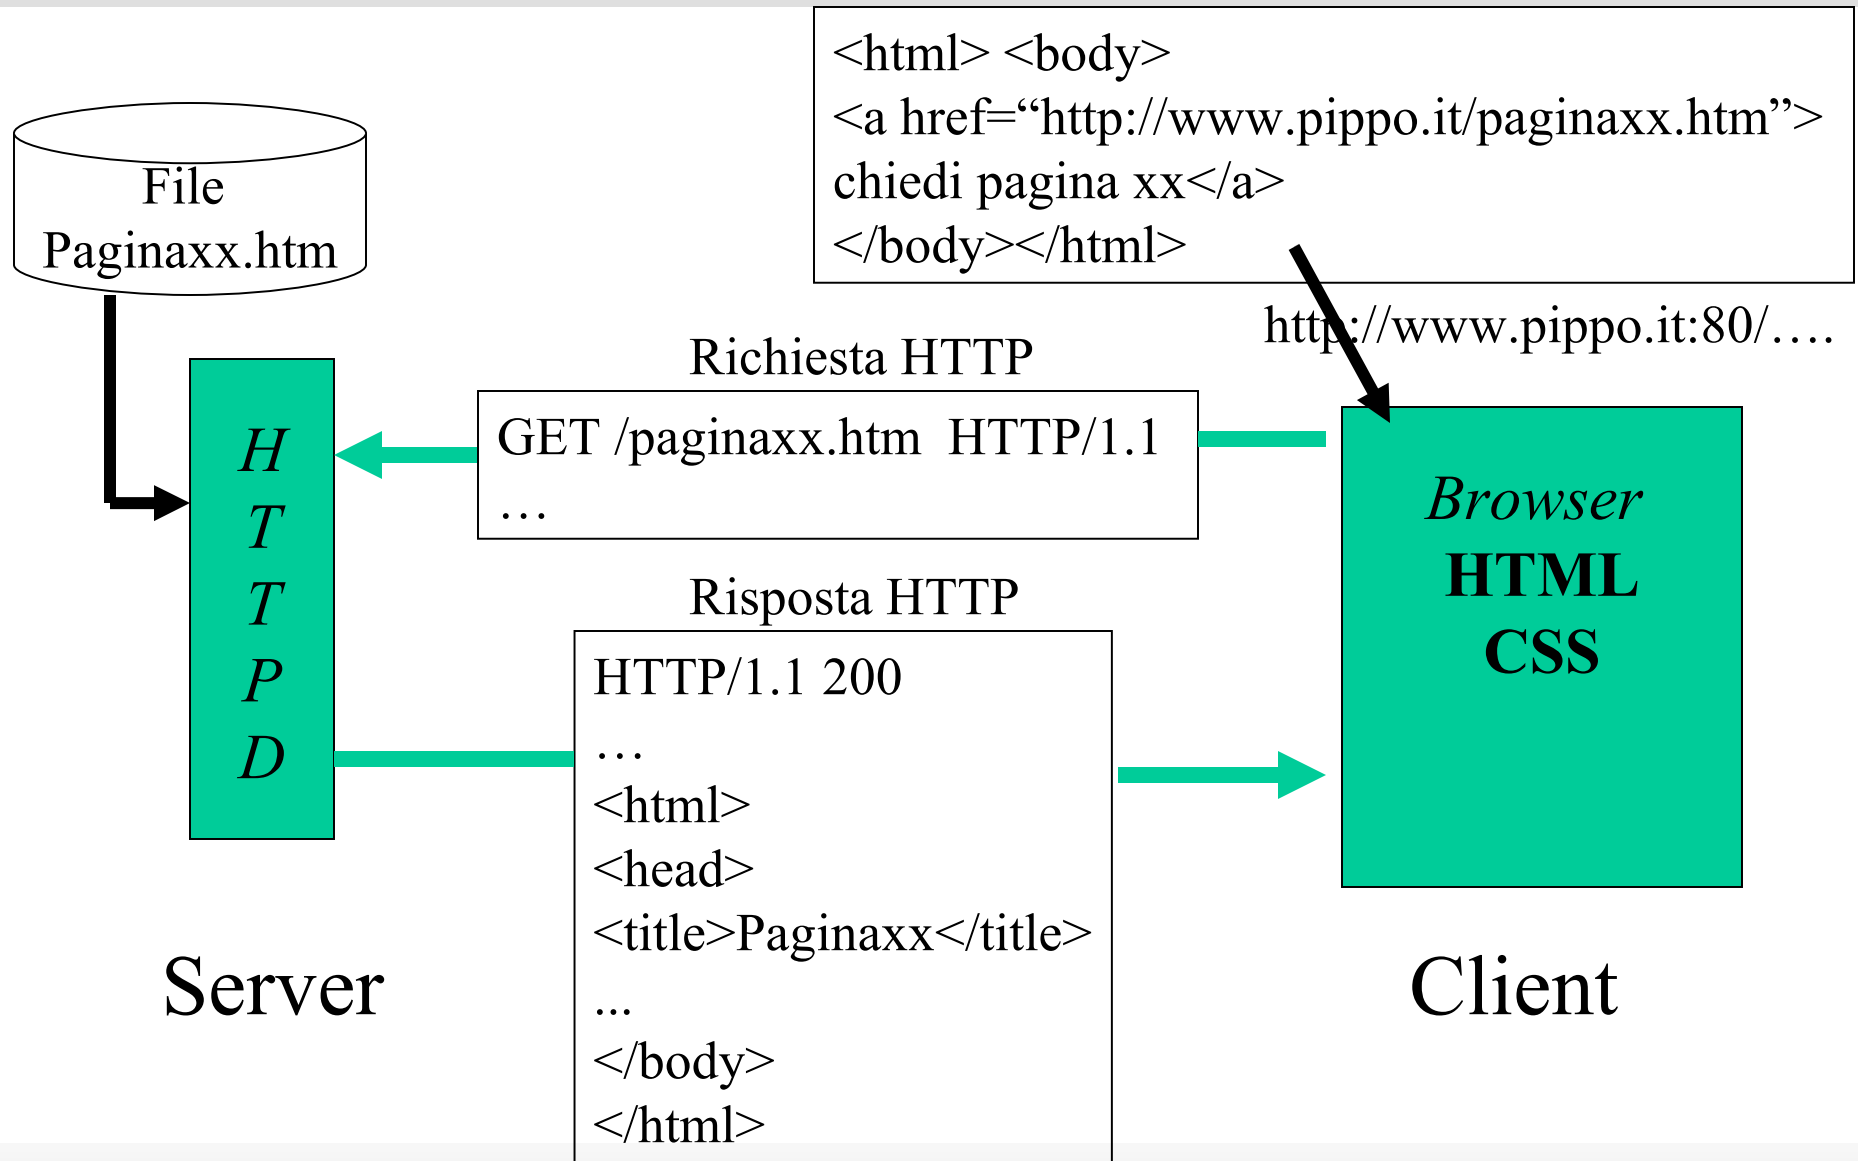 <html> <body>
<a href=“http://www.pippo.it/paginaxx.htm”>
chiedi pagina xx</a>
</body></html>
File
Paginaxx.htm
http://www.pippo.it:80/….
Richiesta HTTP
GET /paginaxx.htm  HTTP/1.1
…
H
T
T
P
D
Browser
HTML
CSS
Risposta HTTP
HTTP/1.1 200
…
<html>
<head>
<title>Paginaxx</title>
...
</body>
</html>
Server
Client